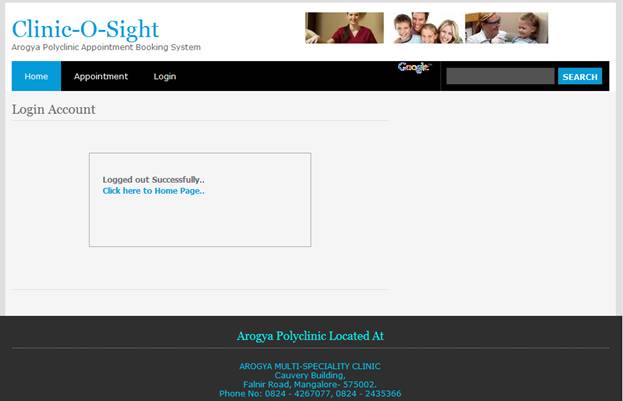 Clinic-O-Sight
Arogya Polyclinic Appointment Booking System
Home Appointment Login Google SEARCH
Login Account
Logged out Successfully..
Click here to Home Page..
Arogya Polyclinic Located At
AROGYA MULTI-SPECIALITY CLINIC
Cauvery Building,
Falnir Road, Mangalore- 575002.
Phone No: 0824 - 4267077, 0824 - 2435366